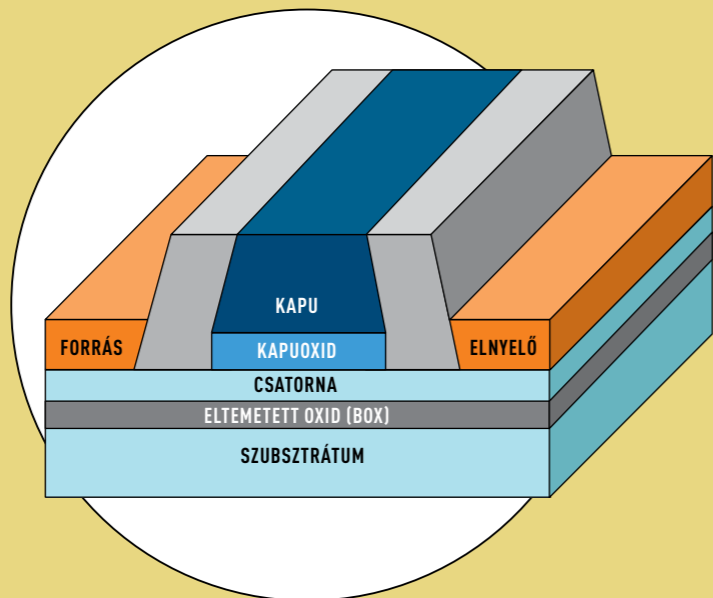 KAPU
FORRÁS
KAPUOXID
ELNYELŐ
CSATORNA
ELTEMETETT OXID (BOX)
SZUBSZTRÁTUM